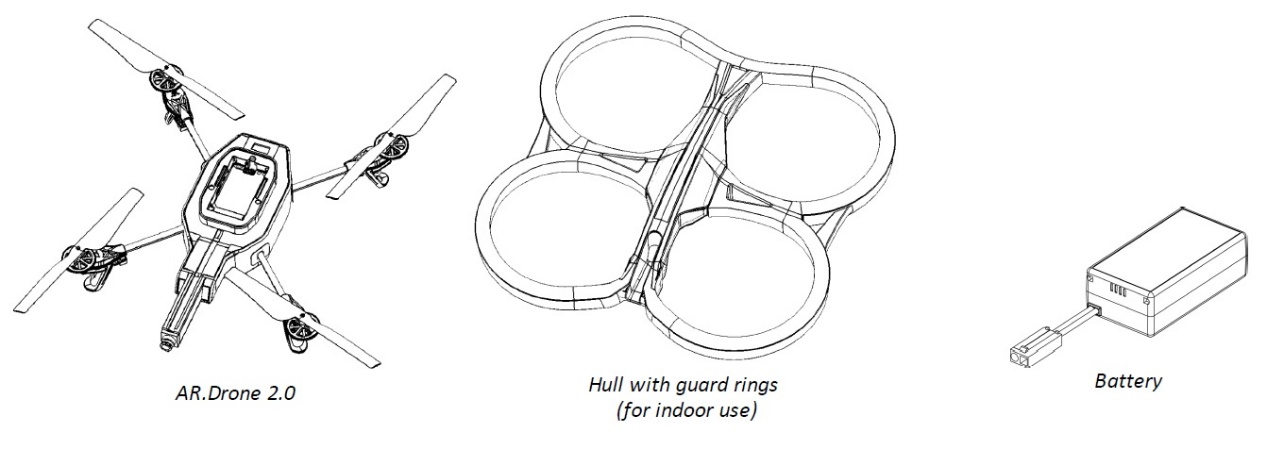 AR.Drone 2.0
Hull with guard rings
(for indoor use)
Battery